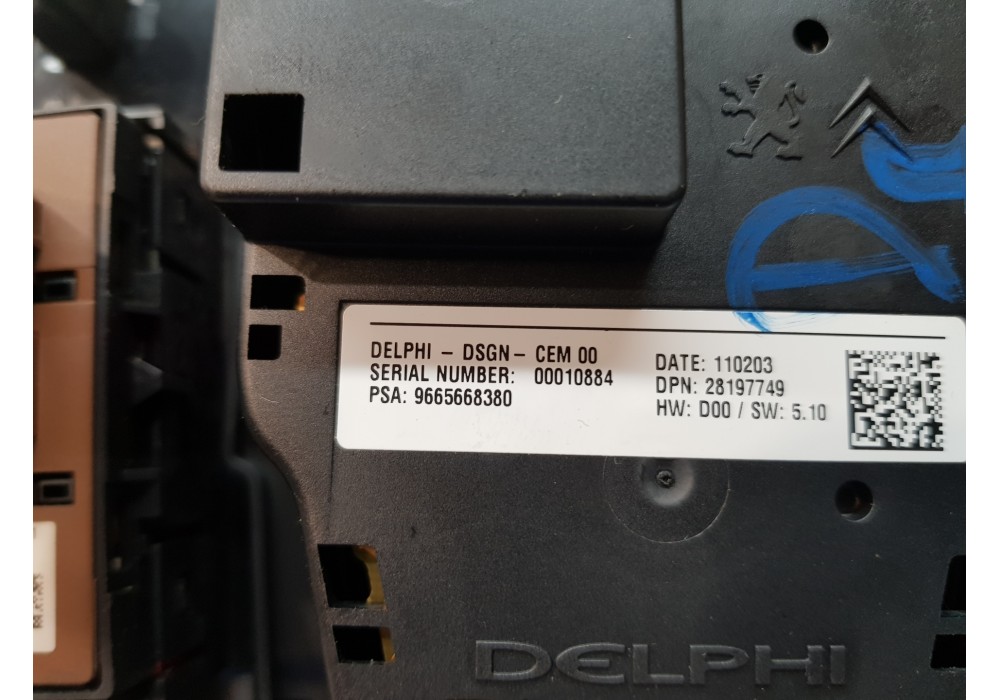 DELPHI - DSGN - CEM 00
SERIAL NUMBER: 00010884
PSA: 9665668380
DATE: 110203
DPN: 28197749
HW: D00 / SW: 5.10
DELPHI